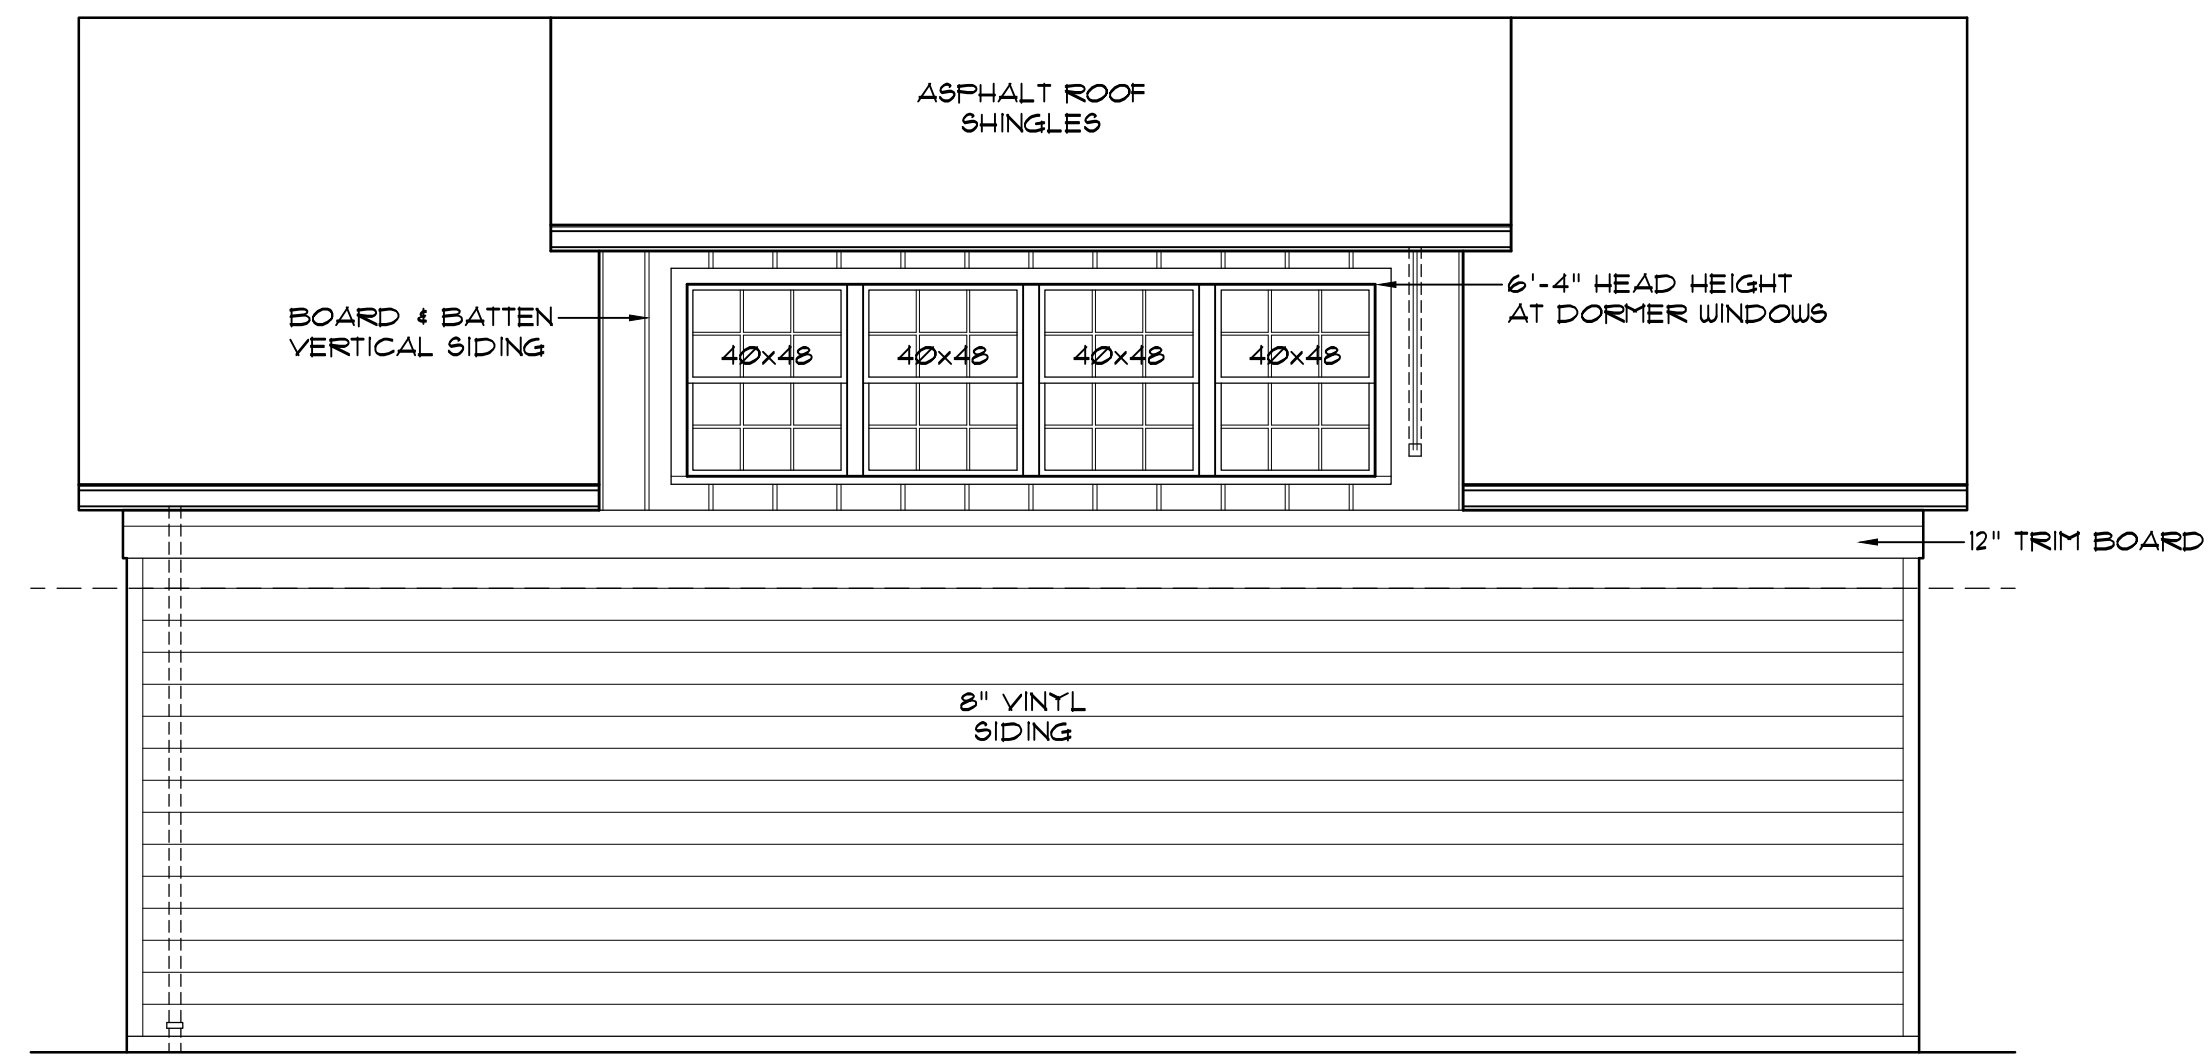 ASPHALT ROOF
SHINGLES
6'-4" HEAD HEIGHT
AT DORMER WINDOWS
BOARD & BATTEN
VERTICAL SIDING
40x48 40x48 40x48 40x48
12" TRIM BOARD
8" VINYL
SIDING